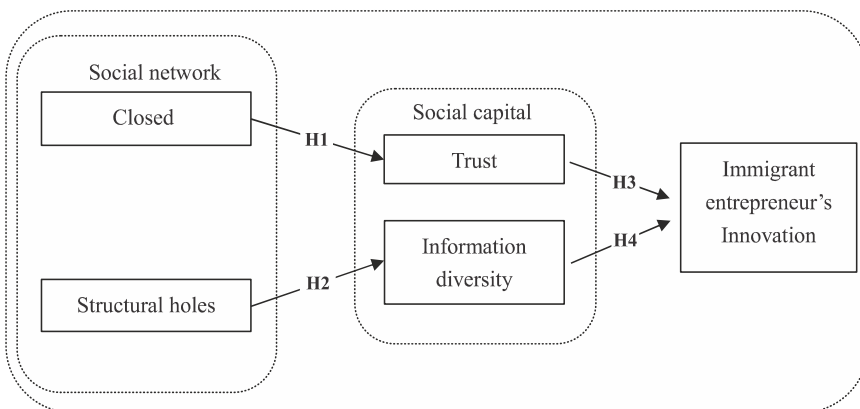 Social network
Closed
H1
Social capital
Trust
H3
Immigrant
entrepreneur’s
Innovation
Information
diversity
H4
Structural holes
H2